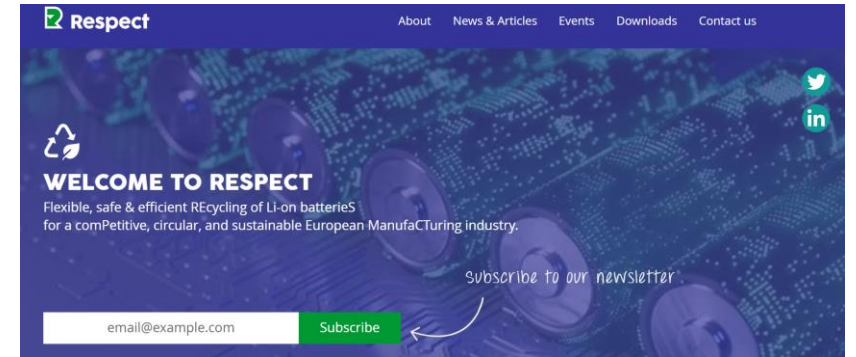 Respect
About News & Articles Events Downloads Contact us
in
WELCOME TO RESPECT
Flexible, safe & efficient REcycling of Li-on batterieS
for a comPetitive, circular, and sustainable European ManufaCTuring industry.
Subscribe to our newsletter
email@example.com Subscribe